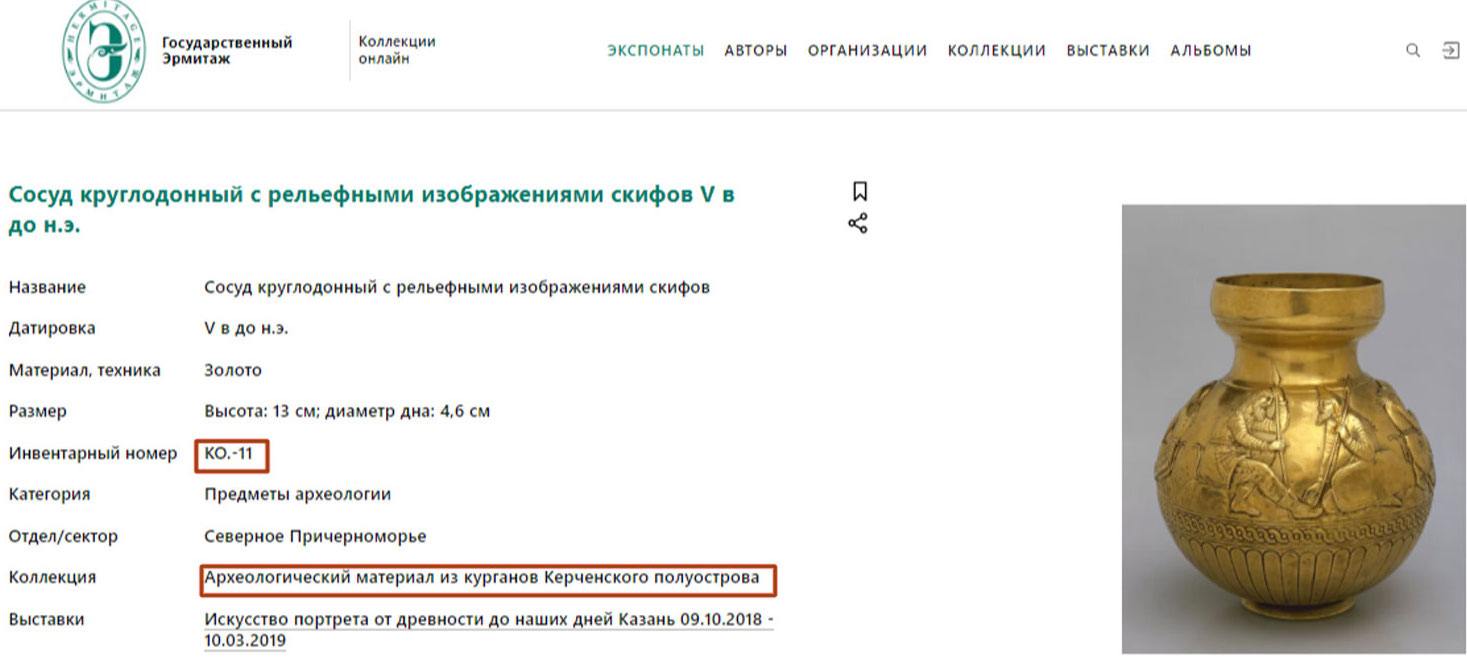 HERMITAGE
ЭРМИТАЖ
Государственный
Эрмитаж
Коллекции
онлайн
ЭКСПОНАТЫ АВТОРЫ ОРГАНИЗАЦИИ КОЛЛЕКЦИИ ВЫСТАВКИ АЛЬБОМЫ
Сосуд круглодонный с рельефными изображениями скифов V в
до н.э.
Название Сосуд круглодонный с рельефными изображениями скифов
Датировка V в до н.э.
Материал, техника Золото
Размер Высота: 13 см; диаметр дна: 4,6 см
Инвентарный номер КО.-11
Категория Предметы археологии
Отдел/сектор Северное Причерноморье
Коллекция Археологический материал из курганов Керченского полуострова
Выставки Искусство портрета от древности до наших дней Казань 09.10.2018 -
10.03.2019